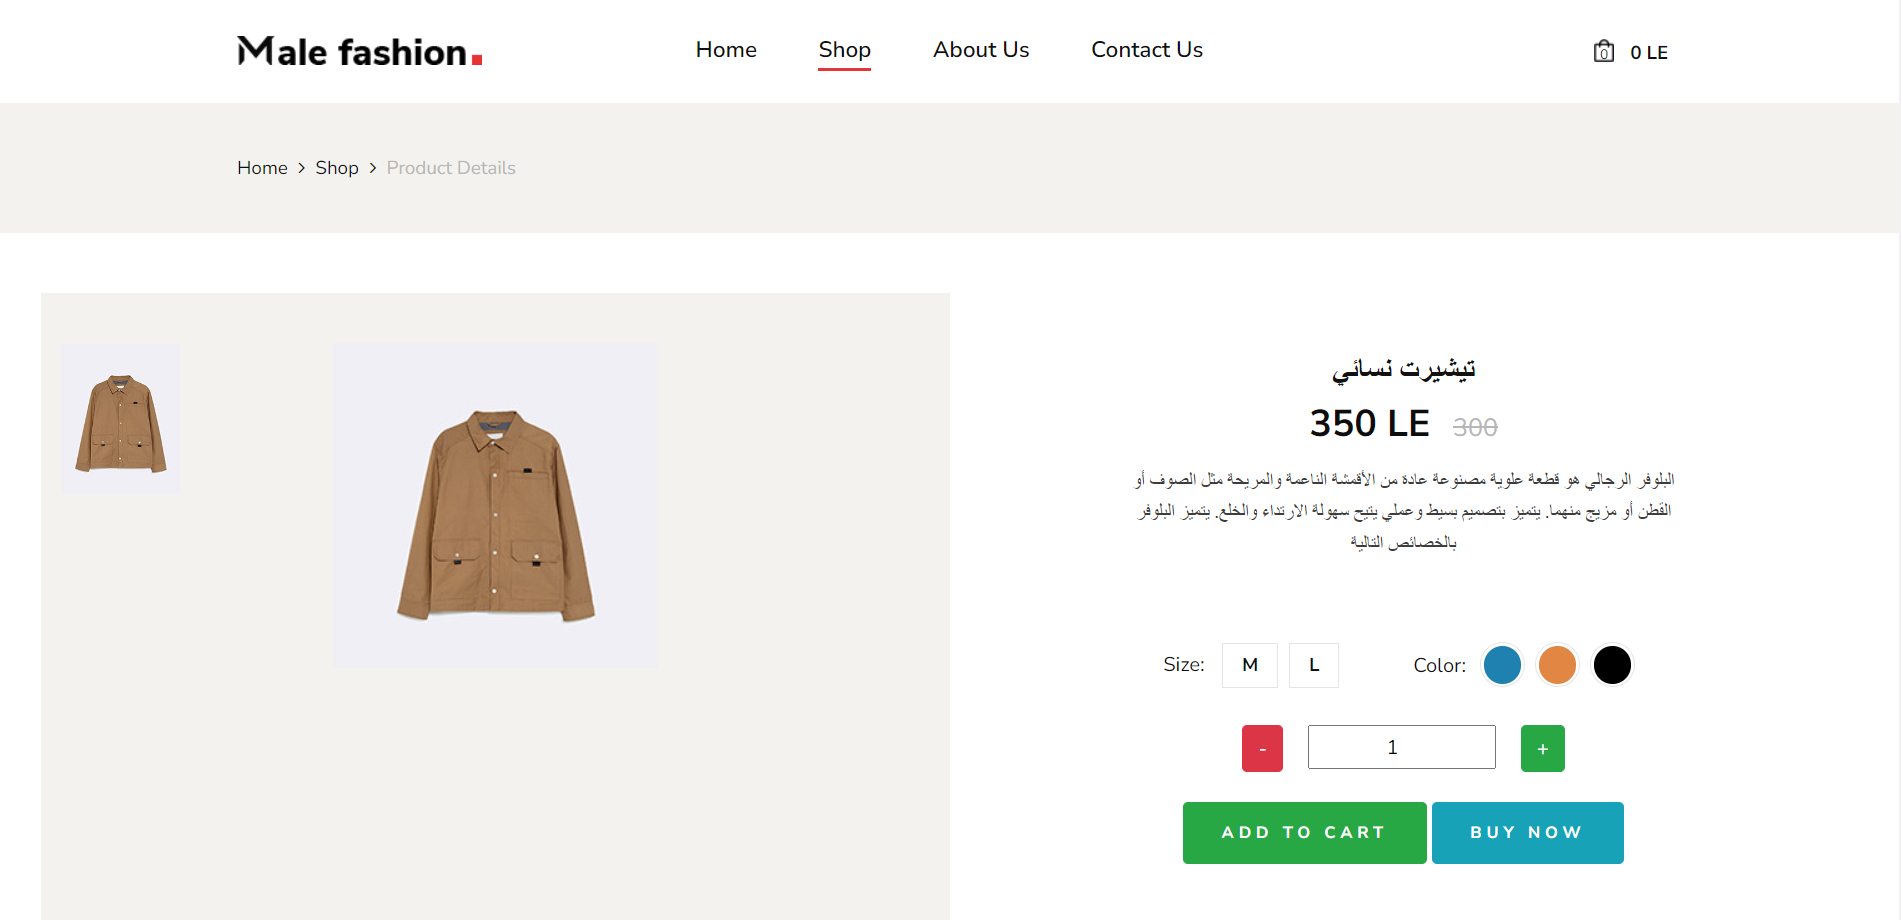 Male fashion.
Home Shop About Us Contact Us
0 0 LE
Home > Shop > Product Details
تيشيرت نسائي
350 LE 300
البلوفر الرجالي هو قطعة علوية مصنوعة عادة من الأقمشة الناعمة والمريحة مثل الصوف أو
القطن أو مزيج منهما. يتميز بتصميم بسيط وعملي يتيح سهولة الارتداء والخلع. يتميز البلوفر
بالخصائص التالية
Size: M L Color:
- 1 +
ADD TO CART BUY NOW